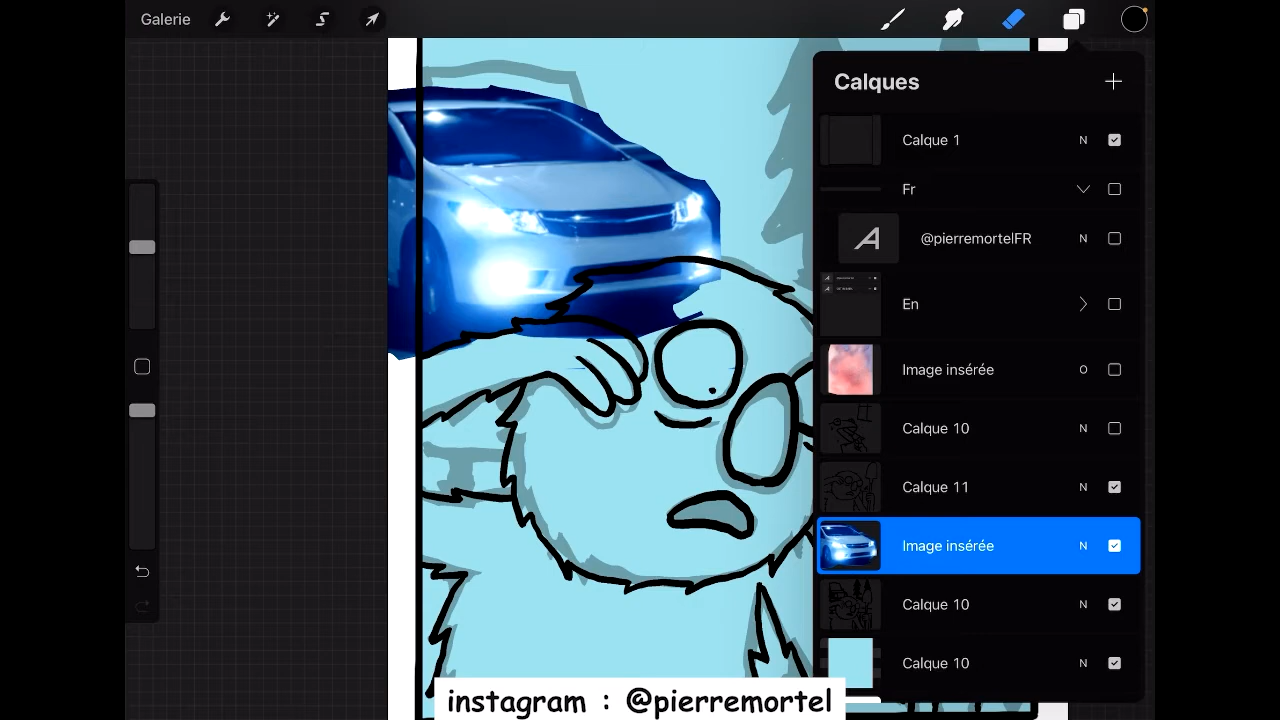 Galerie
Calques
Calque 1 N
Fr
A @pierremortelFR N
En
Image insérée O
Calque 10 N
Calque 11 N
Image insérée N
Calque 10 N
Calque 10 N
instagram : @pierremortel